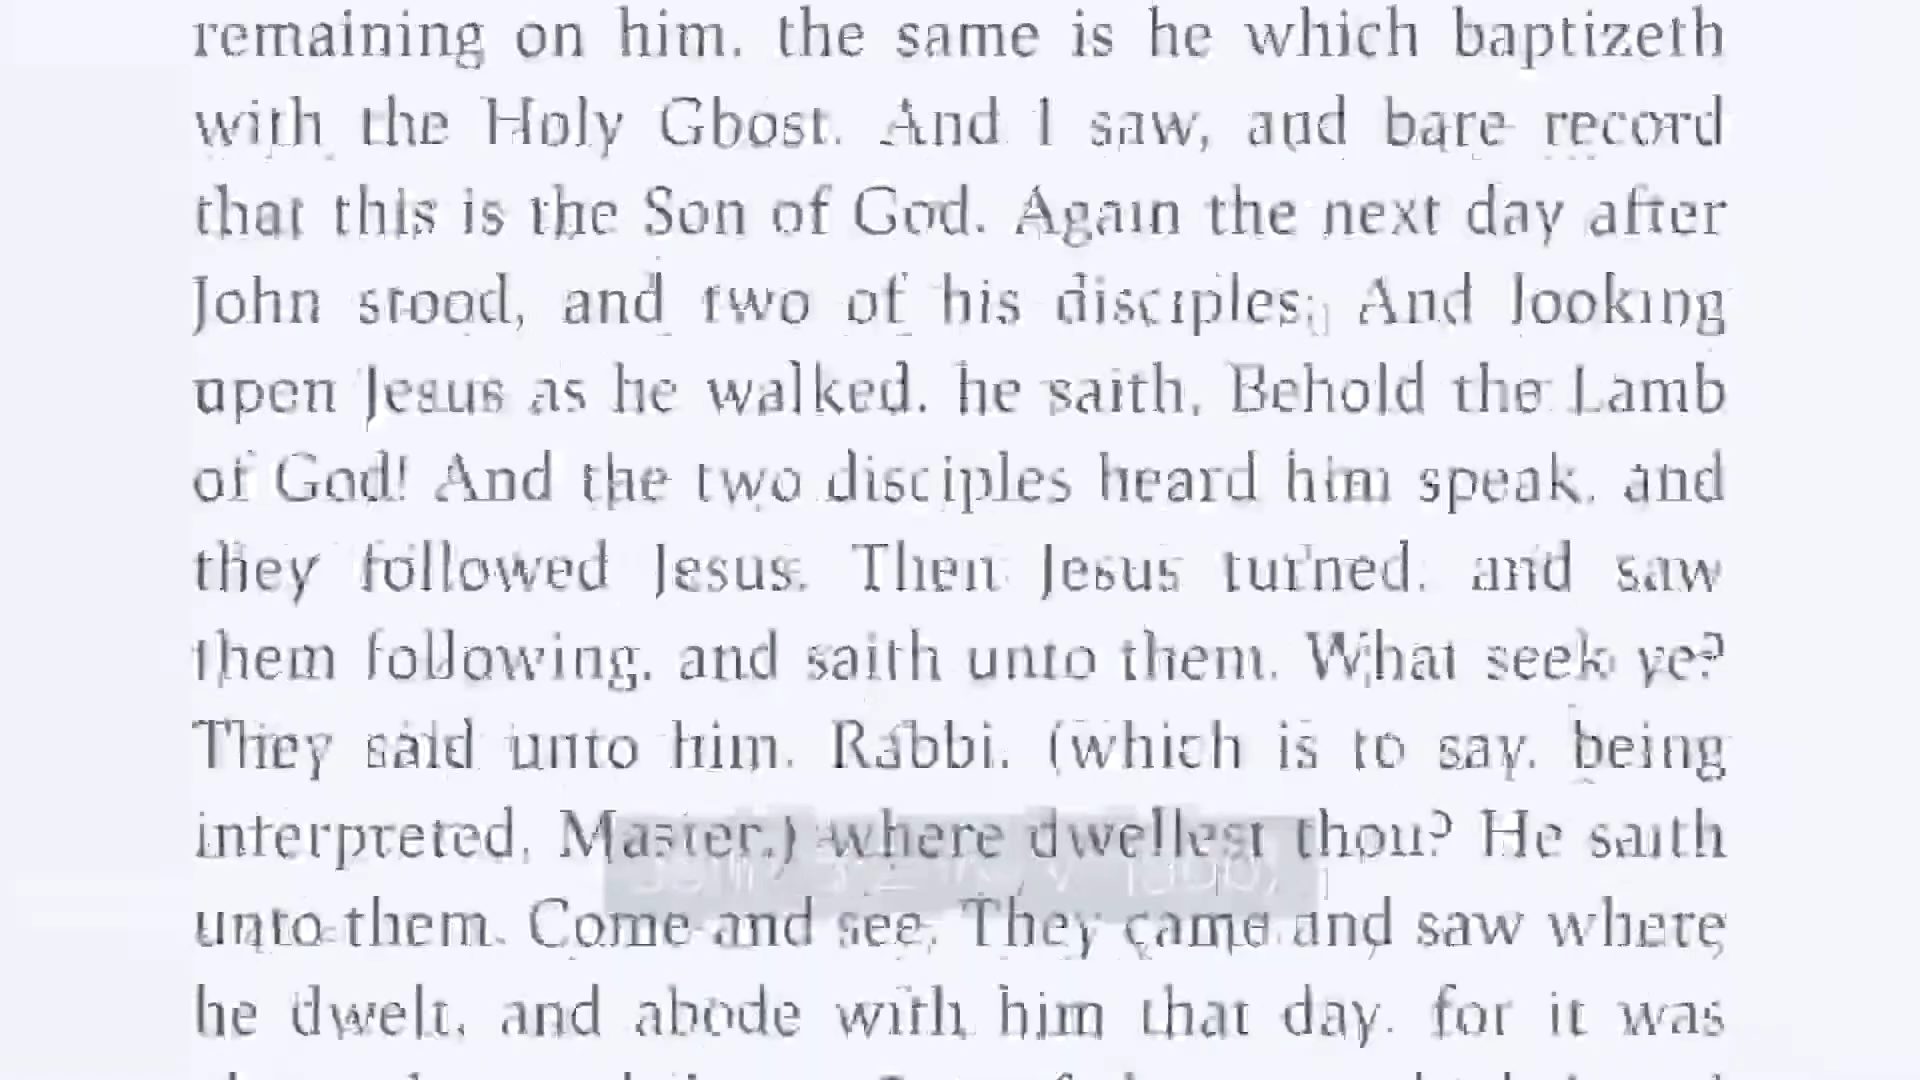 remaining on him, the same is he which baptizeth
with the Holy Ghost. And I saw, and bare record
that this is the Son of God. Again the next day after
John stood, and two of his disciples; And looking
upon Jesus as he walked, he saith, Behold the Lamb
of God! And the two disciples heard him speak, and
they followed Jesus. Then Jesus turned, and saw
them following, and saith unto them, What seek ye?
They said unto him, Rabbi, (which is to say, being
interpreted, Master,) where dwellest thou? He saith
unto them, Come and see. They came and saw where
he dwelt, and abode with him that day: for it was